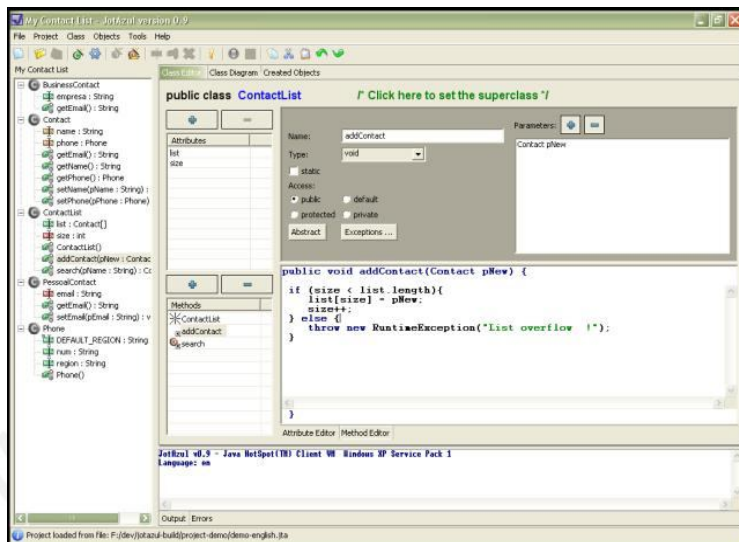 My Contact List - JotAzul version 0.9
File Project Class Objects Tools Help
My Contact List
BusinessContact
empresa : String
getEmail() : String
Contact
name : String
phone : Phone
getEmail() : String
getName() : String
getPhone() : Phone
setName(pName : String) :
setPhone(pPhone : Phone)
ContactList
list : Contact[]
size : int
ContactList()
addContact(pNew : Contac
search(pName : String) : Co
PessoalContact
email : String
getEmail() : String
setEmail(pEmail : String) : v
Phone
DEFAULT_REGION : String
num : String
region : String
Phone()
Class Editor Class Diagram Created Objects
public class ContactList /* Click here to set the superclass */
Attributes
list
size
Methods
ContactList
addContact
search
Name: addContact
Type: void
static
Access:
public default
protected private
Abstract Exceptions ...
Parameters:
Contact pNew
public void addContact(Contact pNew) {
if (size < list.length){
list[size] = pNew;
size++;
} else {
throw new RuntimeException("List overflow !");
}
}
Attribute Editor Method Editor
JotAzul v0.9 - Java HotSpot(TM) Client VM Windows XP Service Pack 1
Language: en
Output Errors
Project loaded from file: F:/dev/jotazul-build/project-demo/demo-english.jta